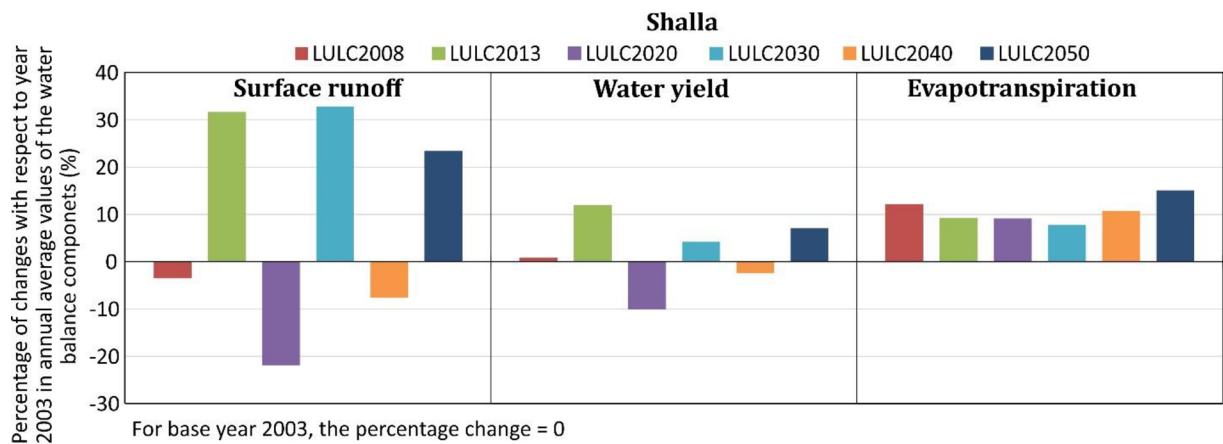 Shalla
LULC2008 LULC2013 LULC2020 LULC2030 LULC2040 LULC2050
Percentage of changes with respect to year
2003 in annual average values of the water
balance componets (%)
40
30
20
10
0
-10
-20
-30
Surface runoff
Water yield
Evapotranspiration
For base year 2003, the percentage change = 0